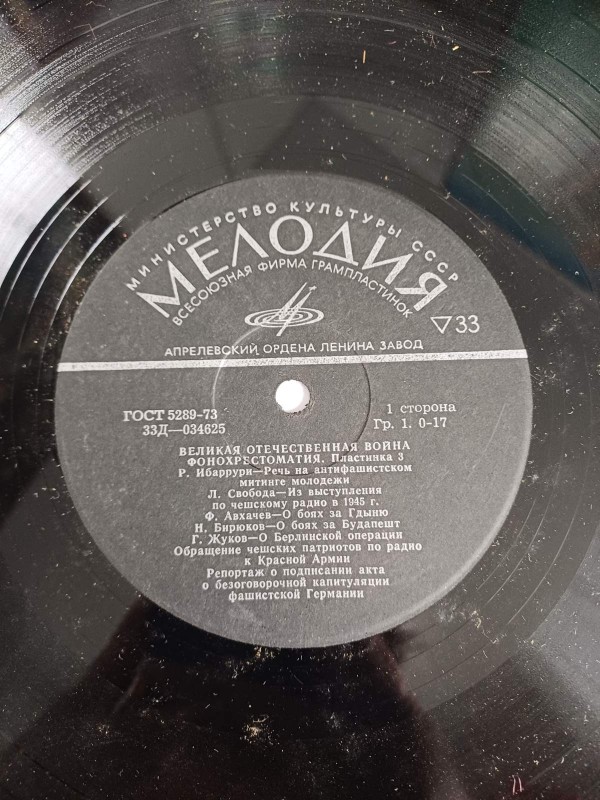 МИНИСТЕРСТВО КУЛЬТУРЫ СССР
МЕЛОДИЯ
ВСЕСОЮЗНАЯ ФИРМА ГРАМПЛАСТИНОК
▽33
АПРЕЛЕВСКИЙ ОРДЕНА ЛЕНИНА ЗАВОД
ГОСТ 5289-73
33Д—034625
1 сторона
Гр. 1. 0-17
ВЕЛИКАЯ ОТЕЧЕСТВЕННАЯ ВОЙНА
ФОНОХРЕСТОМАТИЯ. Пластинка 3
Р. Ибаррури—Речь на антифашистском
митинге молодежи
Л. Свобода—Из выступления
по чешскому радио в 1945 г.
Ф. Авхачев—О боях за Гдыню
Н. Бирюков—О боях за Будапешт
Г. Жуков—О Берлинской операции
Обращение чешских патриотов по радио
к Красной Армии
Репортаж о подписании акта
о безоговорочной капитуляции
фашистской Германии